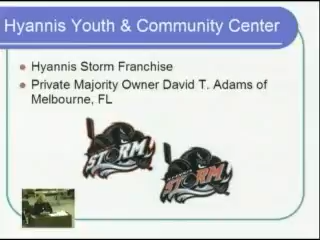 Hyannis Youth & Community Center
Hyannis Storm Franchise
Private Majority Owner David T. Adams of
Melbourne, FL
STORM
STORM